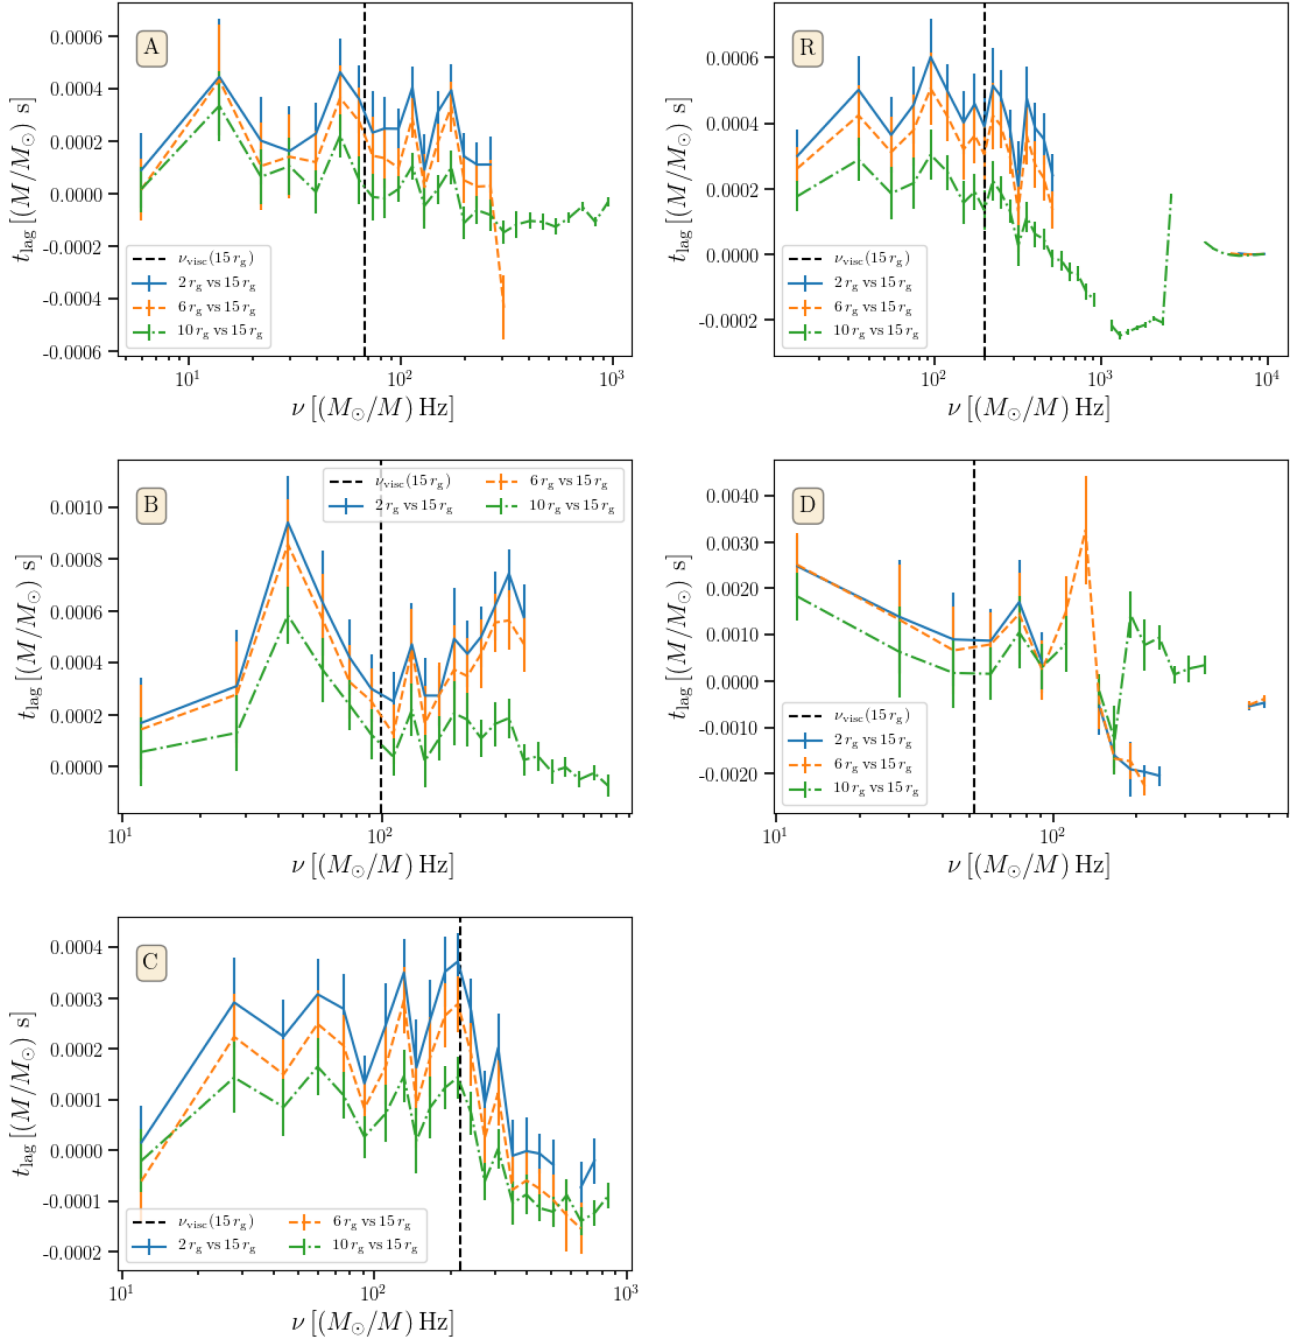 A
0.0006
0.0004
0.0002
0.0000
-0.0002
-0.0004
-0.0006
t_lag [(M/M_⊙) s]
ν_visc(15 r_g)
2 r_g vs 15 r_g
6 r_g vs 15 r_g
10 r_g vs 15 r_g
10^1 10^2 10^3
ν [(M_⊙/M) Hz]
R
0.0006
0.0004
0.0002
0.0000
-0.0002
t_lag [(M/M_⊙) s]
ν_visc(15 r_g)
2 r_g vs 15 r_g
6 r_g vs 15 r_g
10 r_g vs 15 r_g
10^2 10^3 10^4
ν [(M_⊙/M) Hz]
B
0.0010
0.0008
0.0006
0.0004
0.0002
0.0000
t_lag [(M/M_⊙) s]
ν_visc(15 r_g) 6 r_g vs 15 r_g
2 r_g vs 15 r_g 10 r_g vs 15 r_g
10^1 10^2
ν [(M_⊙/M) Hz]
D
0.0040
0.0030
0.0020
0.0010
0.0000
-0.0010
-0.0020
t_lag [(M/M_⊙) s]
ν_visc(15 r_g)
2 r_g vs 15 r_g
6 r_g vs 15 r_g
10 r_g vs 15 r_g
10^1 10^2
ν [(M_⊙/M) Hz]
C
0.0004
0.0003
0.0002
0.0001
0.0000
-0.0001
-0.0002
t_lag [(M/M_⊙) s]
ν_visc(15 r_g) 6 r_g vs 15 r_g
2 r_g vs 15 r_g 10 r_g vs 15 r_g
10^1 10^2 10^3
ν [(M_⊙/M) Hz]